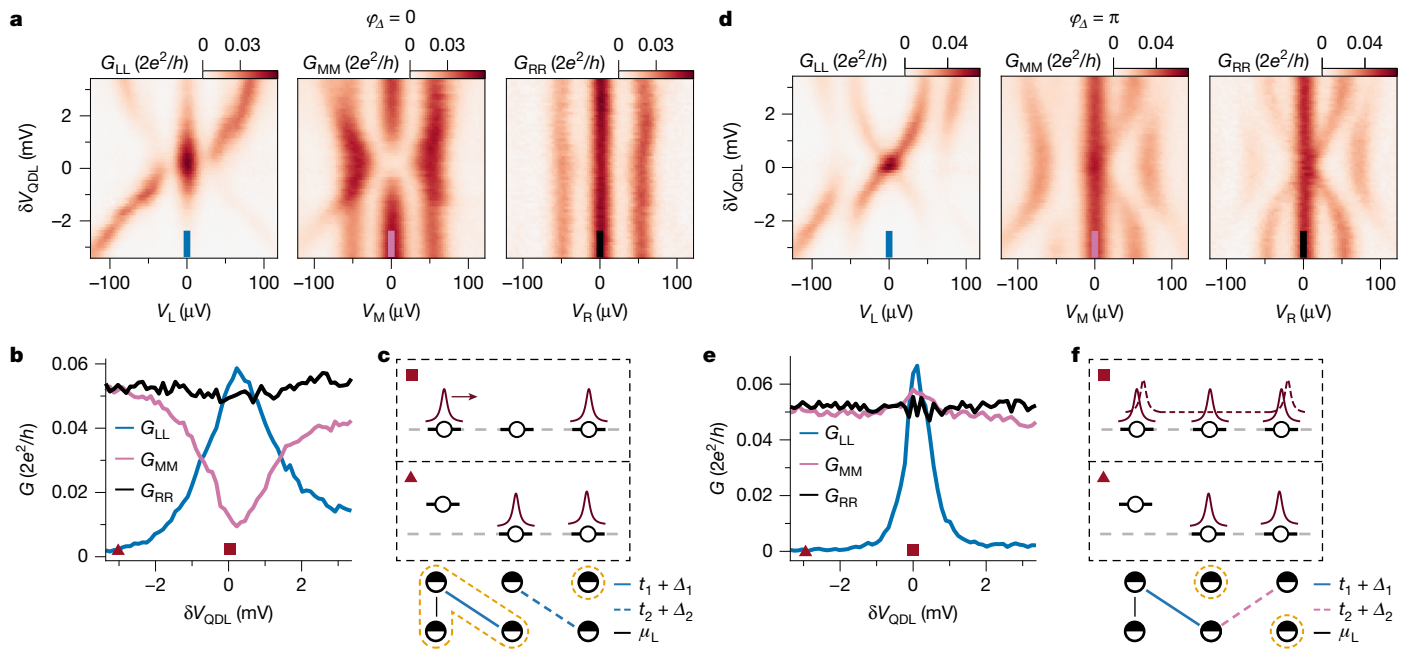 a
φΔ = 0
GLL (2e²/h)
0 0.03
GMM (2e²/h)
0 0.03
GRR (2e²/h)
0 0.03
δVQDL (mV)
2
0
−2
−100 0 100
−100 0 100
−100 0 100
VL (μV)
VM (μV)
VR (μV)
d
φΔ = π
GLL (2e²/h)
0 0.04
GMM (2e²/h)
0 0.04
GRR (2e²/h)
0 0.04
δVQDL (mV)
2
0
−2
−100 0 100
−100 0 100
−100 0 100
VL (μV)
VM (μV)
VR (μV)
b
G (2e²/h)
0.06
0.04
0.02
0
GLL
GMM
GRR
−2 0 2
δVQDL (mV)
c
t1 + Δ1
t2 + Δ2
μL
e
G (2e²/h)
0.06
0.04
0.02
0
GLL
GMM
GRR
−2 0 2
δVQDL (mV)
f
t1 + Δ1
t2 + Δ2
μL